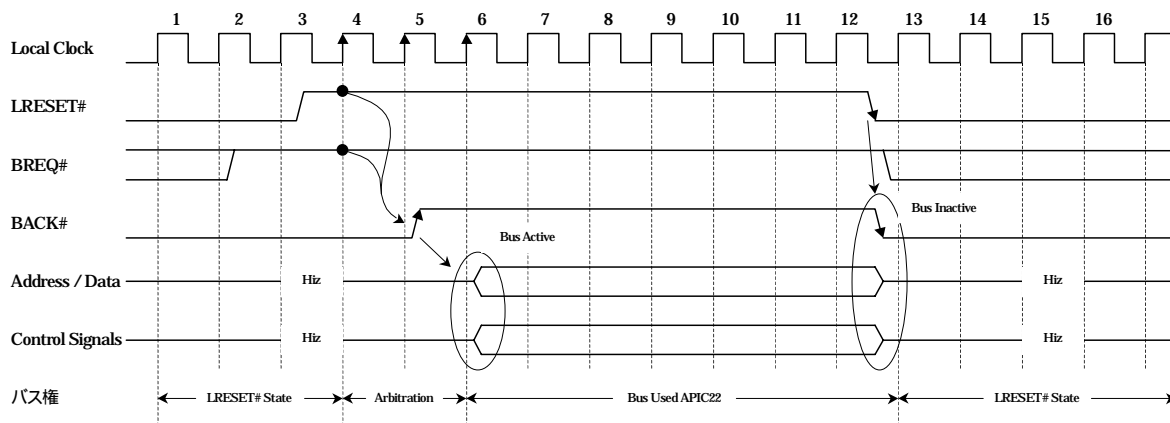 1 2 3 4 5 6 7 8 9 10 11 12 13 14 15 16
Local Clock
LRESET#
BREQ#
BACK#
Bus Inactive
Bus Active
Address / Data Hiz Hiz
Control Signals Hiz Hiz
バス権 LRESET# State Arbitration Bus Used APIC22 LRESET# State